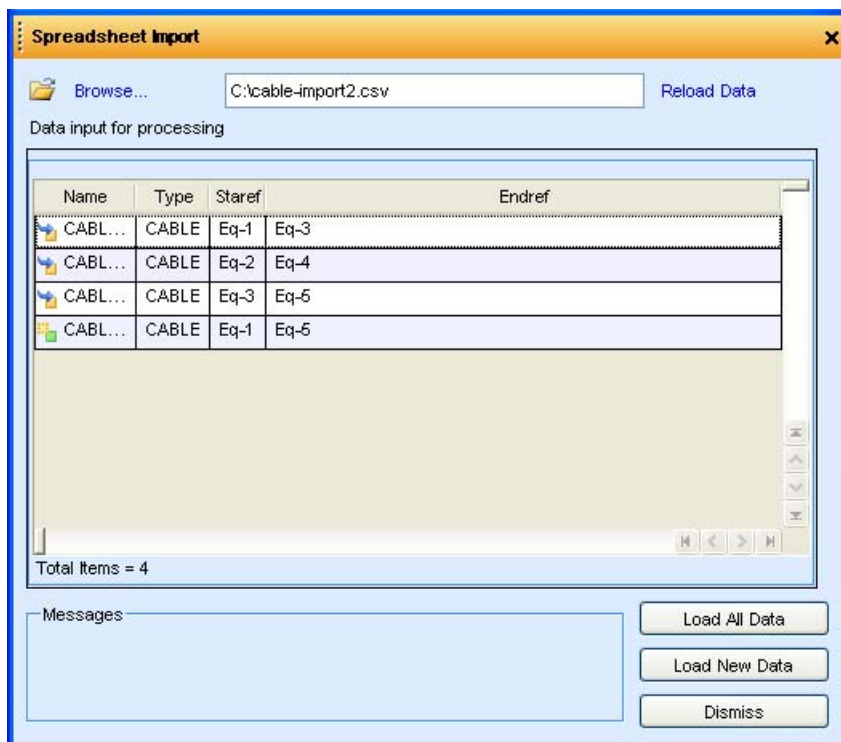 Spreadsheet Import
Browse... C:\cable-import2.csv Reload Data
Data input for processing
Name Type Staref Endref
CABL... CABLE Eq-1 Eq-3
CABL... CABLE Eq-2 Eq-4
CABL... CABLE Eq-3 Eq-5
CABL... CABLE Eq-1 Eq-5
Total Items = 4
Messages
Load All Data
Load New Data
Dismiss